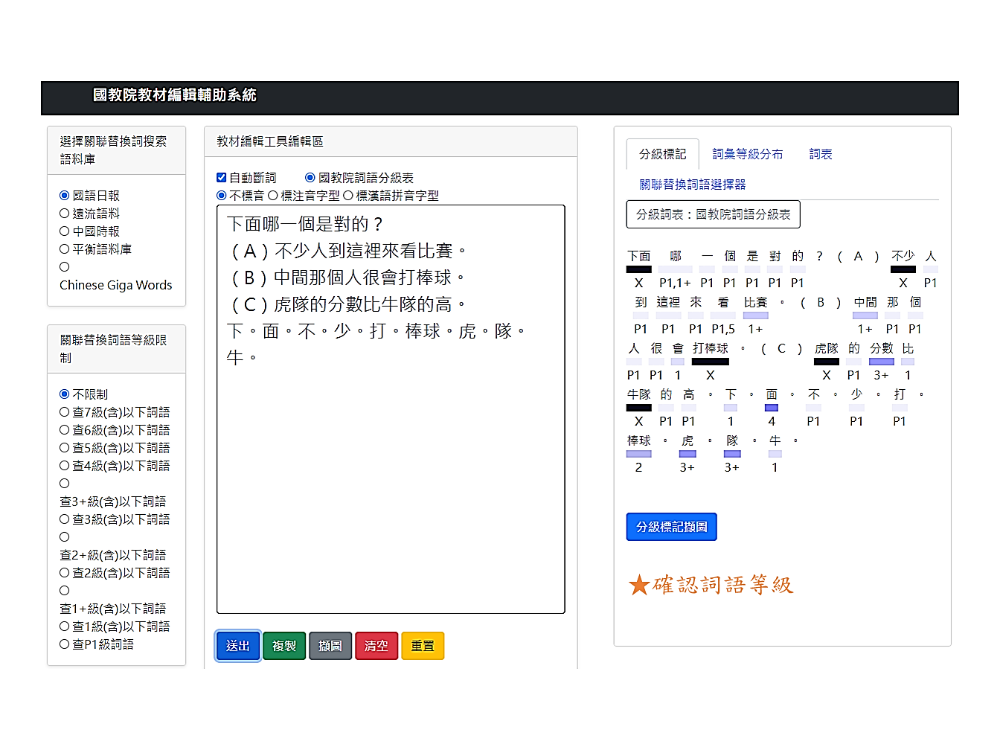 國教院教材編輯輔助系統
選擇關聯替換詞搜索
語料庫
國語日報
遠流語料
中國時報
平衡語料庫
Chinese Giga Words
關聯替換詞語等級限
制
不限制
查7級(含)以下詞語
查6級(含)以下詞語
查5級(含)以下詞語
查4級(含)以下詞語
查3+級(含)以下詞語
查3級(含)以下詞語
查2+級(含)以下詞語
查2級(含)以下詞語
查1+級(含)以下詞語
查1級(含)以下詞語
查P1級詞語
教材編輯工具編輯區
自動斷詞 國教院詞語分級表
不標音 標注音字型 標漢語拼音字型
下面哪一個是對的？
（A）不少人到這裡來看比賽。
（B）中間那個人很會打棒球。
（C）虎隊的分數比牛隊的高。
下。面。不。少。打。棒球。虎。隊。
牛。
送出 複製 擷圖 清空 重置
分級標記 詞彙等級分布 詞表
關聯替換詞語選擇器
分級詞表：國教院詞語分級表
下面 哪 一 個 是 對 的 ？ （ A ） 不少 人
X P1,1+ P1 P1 P1 P1 P1 X P1
到 這裡 來 看 比賽 。 （ B ） 中間 那 個
P1 P1 P1 P1,5 1+ 1+ P1 P1
人 很 會 打棒球 。 （ C ） 虎隊 的 分數 比
P1 P1 1 X X P1 3+ 1
牛隊 的 高 。 下 。 面 。 不 。 少 。 打 。
X P1 P1 1 4 P1 P1 P1
棒球 。 虎 。 隊 。 牛 。
2 3+ 3+ 1
分級標記擷圖
★確認詞語等級